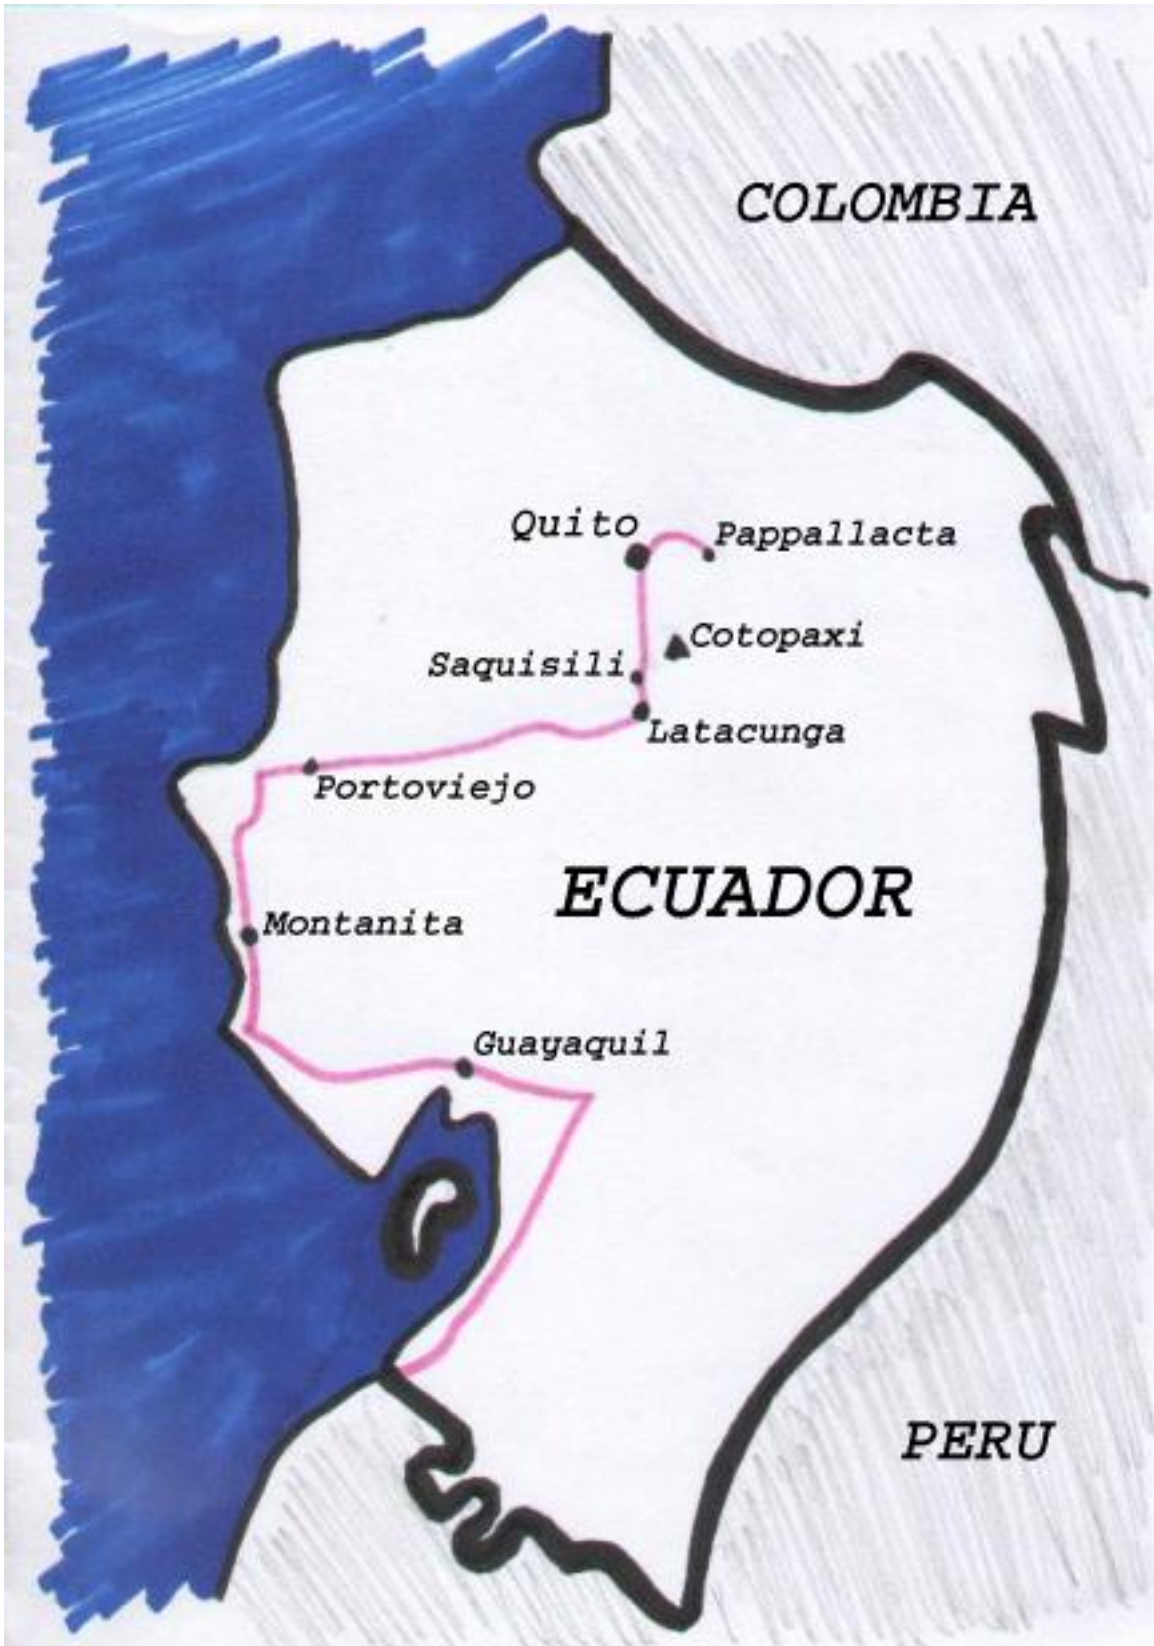 COLOMBIA
Quito
Pappallacta
Cotopaxi
Saquisili
Latacunga
Portoviejo
ECUADOR
Montanita
Guayaquil
PERU